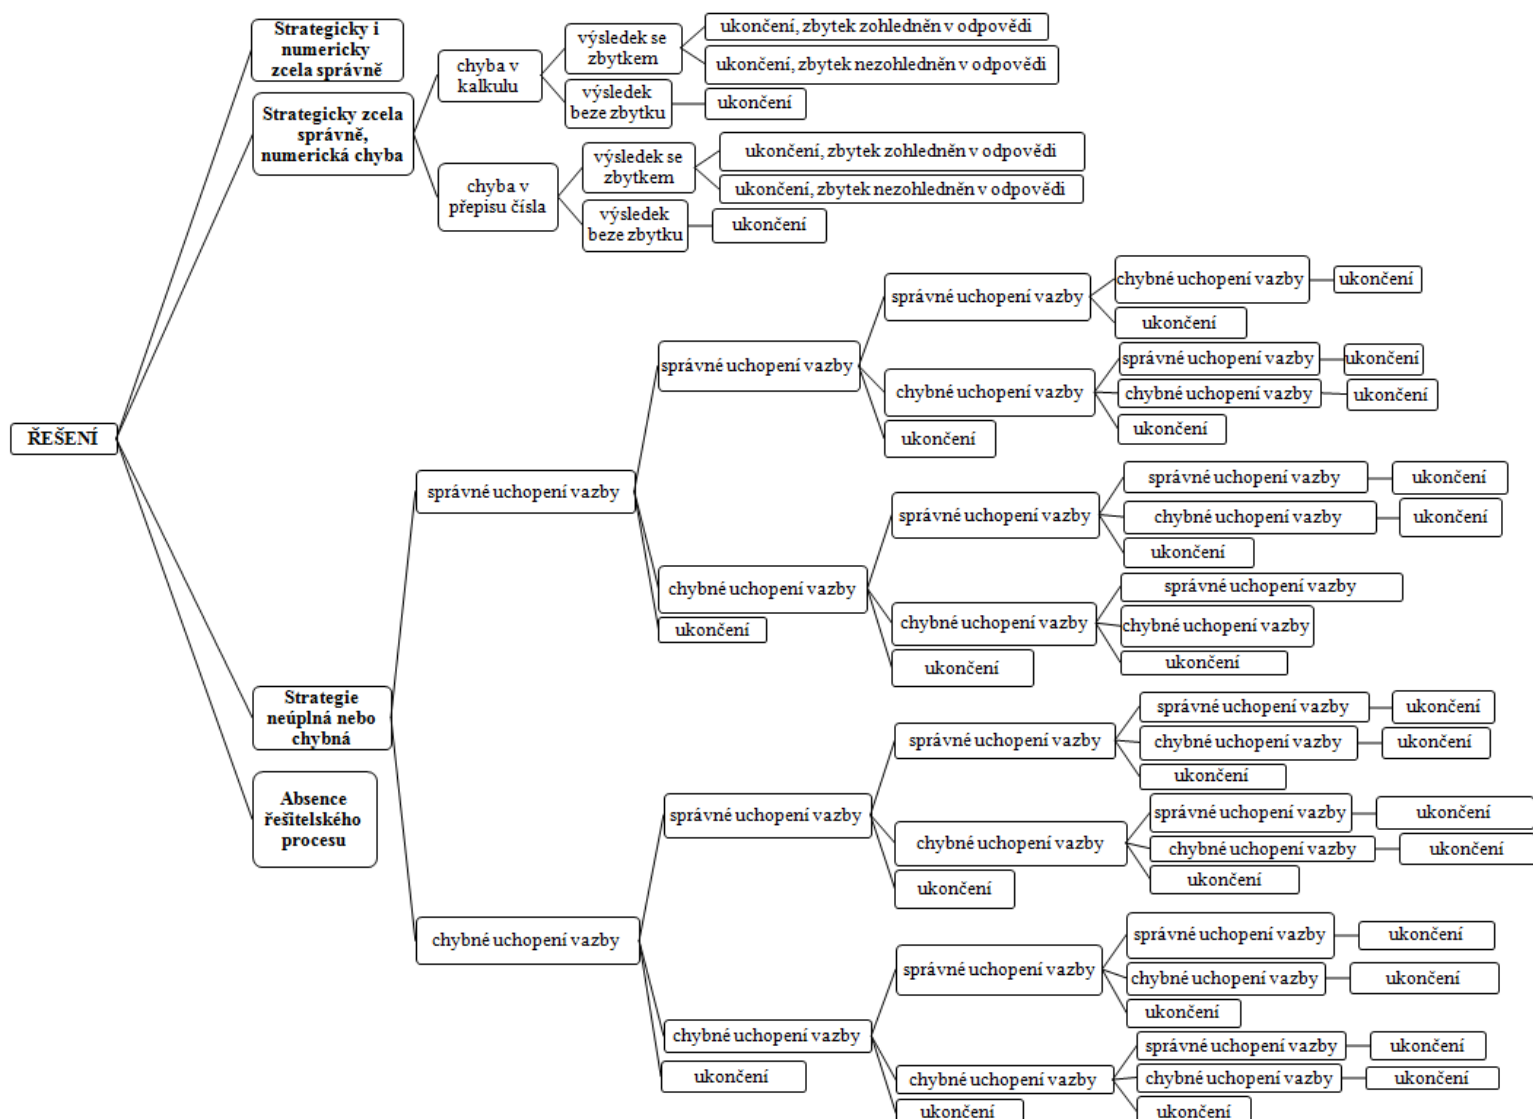 Strategicky i
numericky
zcela správně
Strategicky zcela
správně,
numerická chyba
chyba v
kalkulu
výsledek se
zbytkem
ukončení, zbytek zohledněn v odpovědi
ukončení, zbytek nezohledněn v odpovědi
výsledek
beze zbytku
ukončení
chyba v
přepisu čísla
výsledek se
zbytkem
ukončení, zbytek zohledněn v odpovědi
ukončení, zbytek nezohledněn v odpovědi
výsledek
beze zbytku
ukončení
ŘEŠENÍ
Strategie
neúplná nebo
chybná
Absence
řešitelského
procesu
správné uchopení vazby
správné uchopení vazby
správné uchopení vazby
chybné uchopení vazby
ukončení
ukončení
chybné uchopení vazby
správné uchopení vazby
ukončení
chybné uchopení vazby
ukončení
ukončení
ukončení
chybné uchopení vazby
správné uchopení vazby
správné uchopení vazby
ukončení
chybné uchopení vazby
ukončení
ukončení
chybné uchopení vazby
správné uchopení vazby
chybné uchopení vazby
ukončení
ukončení
ukončení
chybné uchopení vazby
správné uchopení vazby
správné uchopení vazby
správné uchopení vazby
ukončení
chybné uchopení vazby
ukončení
ukončení
chybné uchopení vazby
správné uchopení vazby
ukončení
chybné uchopení vazby
ukončení
ukončení
ukončení
chybné uchopení vazby
správné uchopení vazby
správné uchopení vazby
ukončení
chybné uchopení vazby
ukončení
ukončení
chybné uchopení vazby
správné uchopení vazby
ukončení
chybné uchopení vazby
ukončení
ukončení
ukončení
ukončení